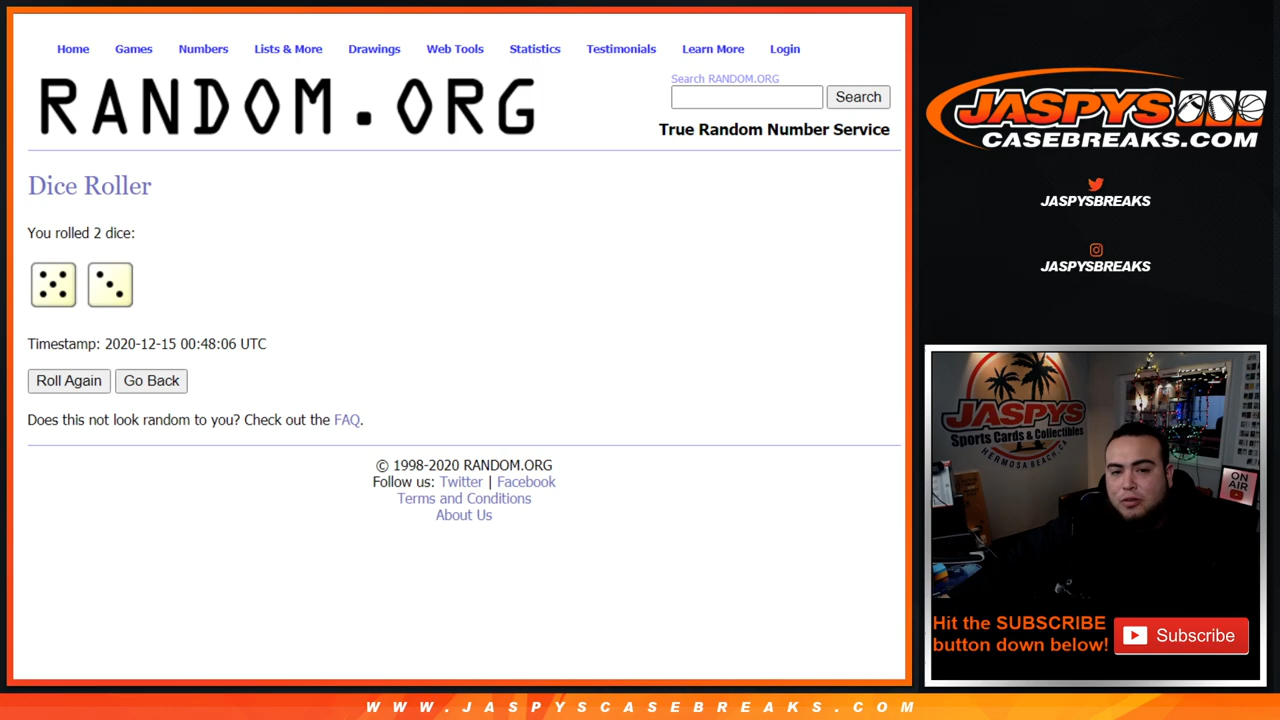 Home Games Numbers Lists & More Drawings Web Tools Statistics Testimonials Learn More Login
RANDOM.ORG
Search RANDOM.ORG
Search
True Random Number Service
Dice Roller
You rolled 2 dice:
Timestamp: 2020-12-15 00:48:06 UTC
Roll Again Go Back
Does this not look random to you? Check out the FAQ.
© 1998-2020 RANDOM.ORG
Follow us: Twitter | Facebook
Terms and Conditions
About Us
JASPYS
CASEBREAKS.COM
JASPYSBREAKS
JASPYSBREAKS
JASPYS
Sports Cards & Collectibles
HERMOSA BEACH, CA
ON
AIR
Hit the SUBSCRIBE
button down below!
Subscribe
WWW.JASPYSCASEBREAKS.COM